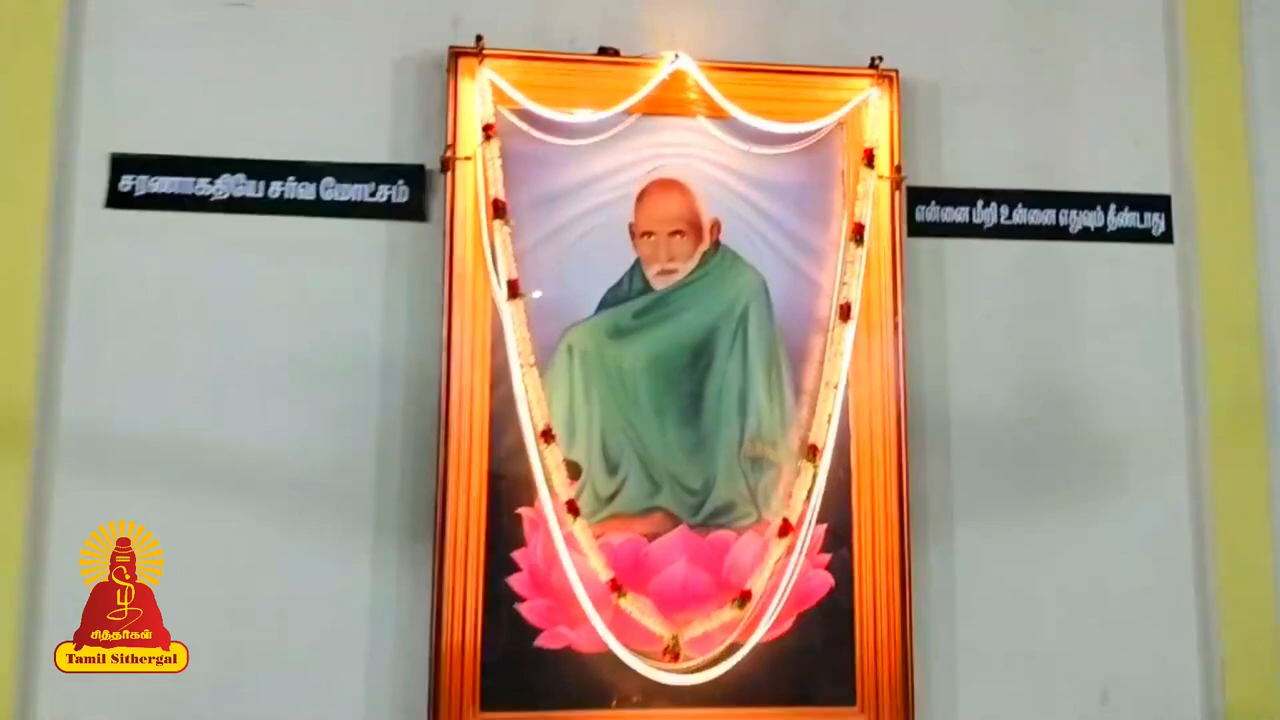 சரணாகதியே சர்வ மோட்சம்
என்னை மீறி உன்னை எதுவும் தீண்டாது
சித்தர்கள்
Tamil Sithergal